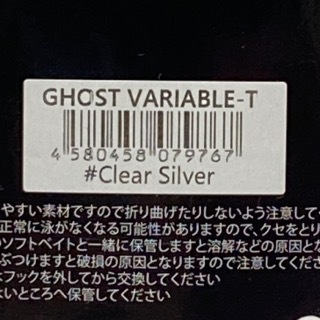 GHOST VARIABLE-T
4 580458 079767
#Clear Silver
やすい素材ですので折り曲げたりしないよう注意して
正常に泳がなくなる可能性がありますので、クセをとり
ソフトベイトと一緒に保管しますと溶解などの原因とな
ぶつけますと破損の原因となりますので注意してくださ
フックを外してから交換してください
いところへ保管してください